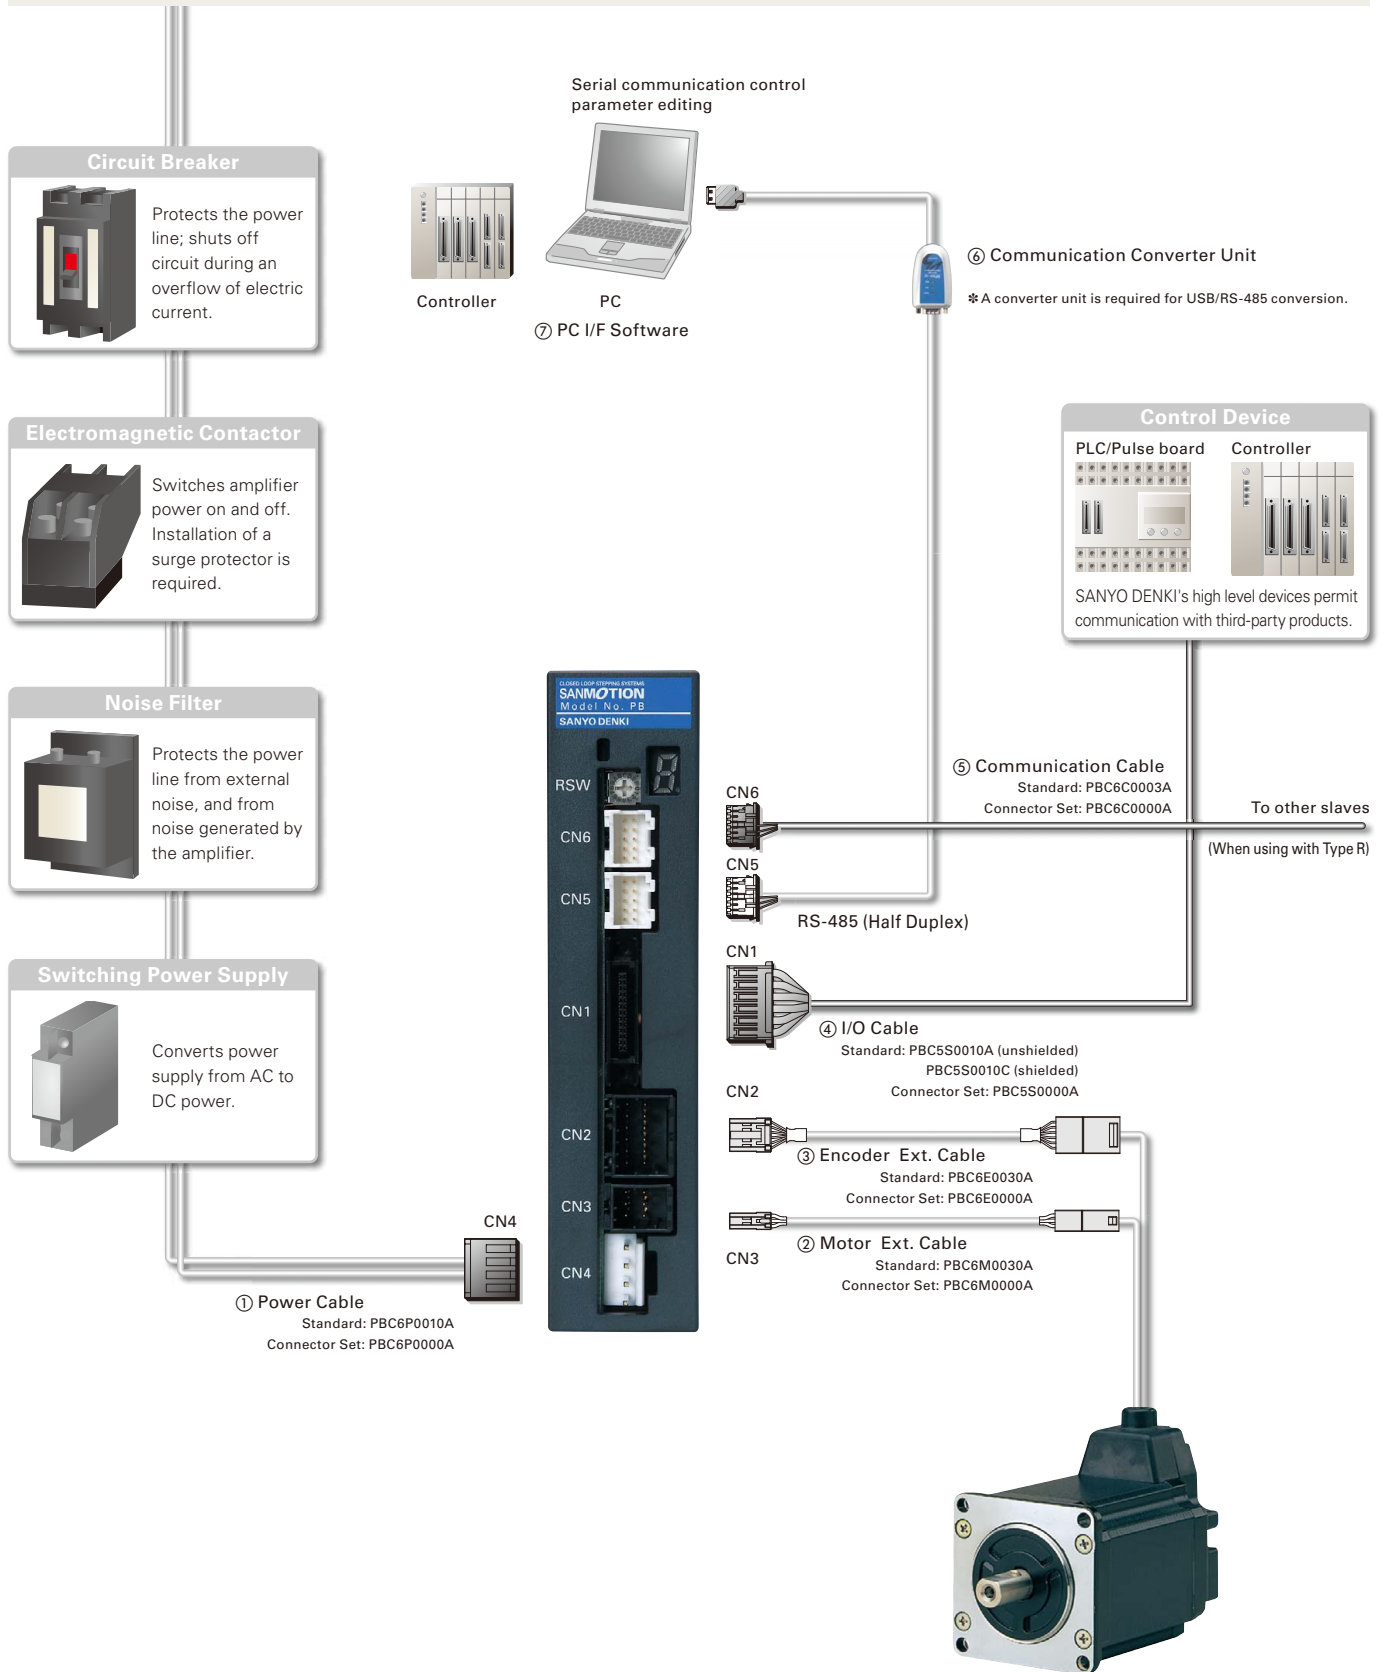 Serial communication control
parameter editing
Circuit Breaker
Protects the power
line; shuts off
circuit during an
overflow of electric
current.
Controller
PC
⑦ PC I/F Software
⑥ Communication Converter Unit
✽ A converter unit is required for USB/RS-485 conversion.
Electromagnetic Contactor
Switches amplifier
power on and off.
Installation of a
surge protector is
required.
Control Device
PLC/Pulse board
Controller
SANYO DENKI's high level devices permit
communication with third-party products.
Noise Filter
Protects the power
line from external
noise, and from
noise generated by
the amplifier.
CLOSED LOOP STEPPING SYSTEMS
SANMOTION
Model No. PB
SANYO DENKI
RSW
CN6
CN5
CN1
CN2
CN3
CN4
⑤ Communication Cable
Standard: PBC6C0003A
Connector Set: PBC6C0000A
To other slaves
(When using with Type R)
CN6
CN5
RS-485 (Half Duplex)
CN1
④ I/O Cable
Standard: PBC5S0010A (unshielded)
PBC5S0010C (shielded)
Connector Set: PBC5S0000A
CN2
③ Encoder Ext. Cable
Standard: PBC6E0030A
Connector Set: PBC6E0000A
② Motor Ext. Cable
CN3
Standard: PBC6M0030A
Connector Set: PBC6M0000A
Switching Power Supply
Converts power
supply from AC to
DC power.
CN4
① Power Cable
Standard: PBC6P0010A
Connector Set: PBC6P0000A